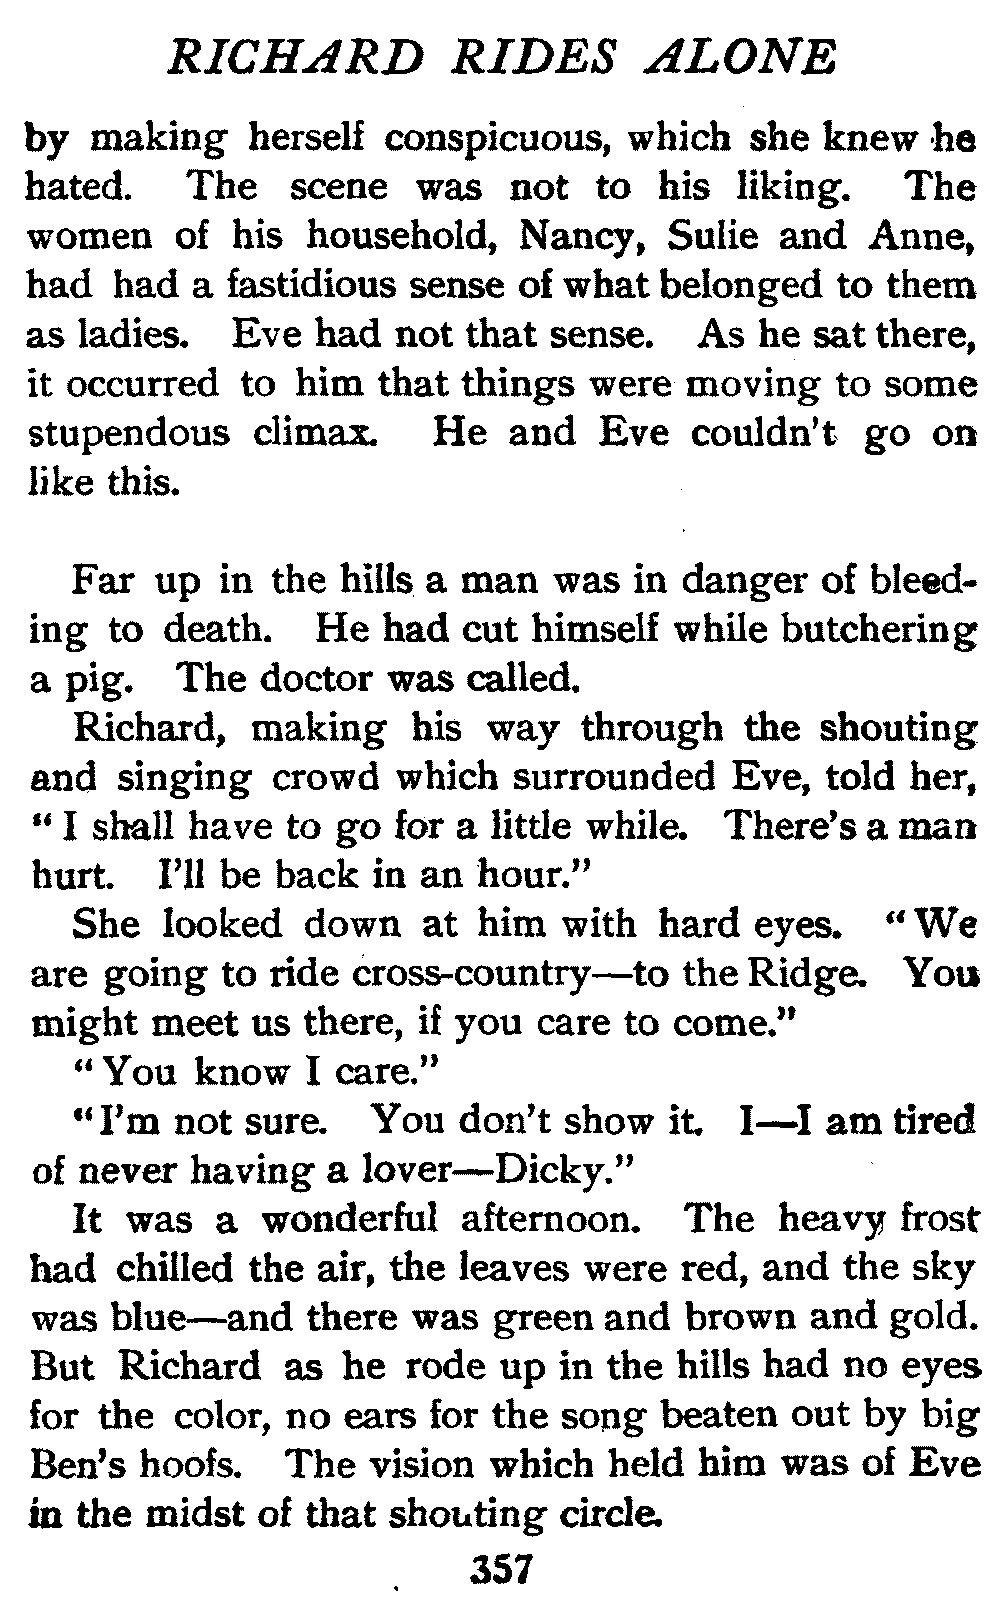 RICHARD RIDES ALONE
by making herself conspicuous, which she knew he
hated. The scene was not to his liking. The
women of his household, Nancy, Sulie and Anne,
had had a fastidious sense of what belonged to them
as ladies. Eve had not that sense. As he sat there,
it occurred to him that things were moving to some
stupendous climax. He and Eve couldn't go on
like this.
Far up in the hills a man was in danger of bleed-
ing to death. He had cut himself while butchering
a pig. The doctor was called.
Richard, making his way through the shouting
and singing crowd which surrounded Eve, told her,
"I shall have to go for a little while. There's a man
hurt. I'll be back in an hour."
She looked down at him with hard eyes. "We
are going to ride cross-country—to the Ridge. You
might meet us there, if you care to come."
"You know I care."
"I'm not sure. You don't show it. I—I am tired
of never having a lover—Dicky."
It was a wonderful afternoon. The heavy frost
had chilled the air, the leaves were red, and the sky
was blue—and there was green and brown and gold.
But Richard as he rode up in the hills had no eyes
for the color, no ears for the song beaten out by big
Ben's hoofs. The vision which held him was of Eve
in the midst of that shouting circle.
357